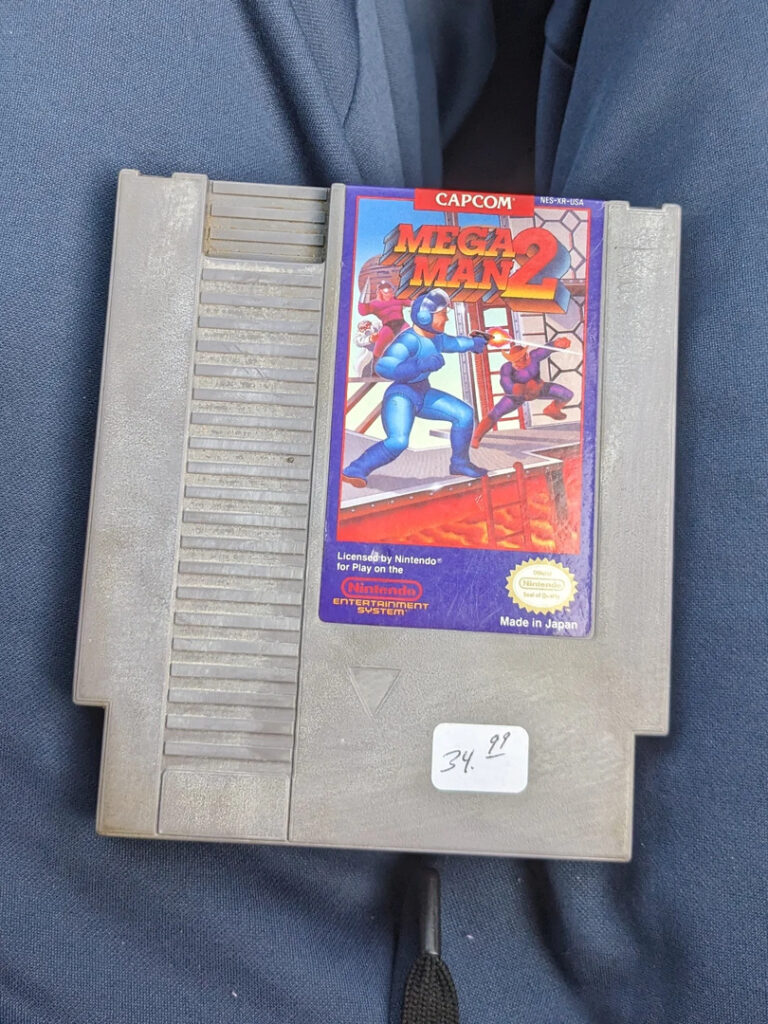 CAPCOM®
NES-XR-USA
MEGA
MAN 2
Licensed by Nintendo®
for Play on the
Nintendo®
ENTERTAINMENT
SYSTEM®
Official
Nintendo®
Seal of Quality
Made in Japan
34.99